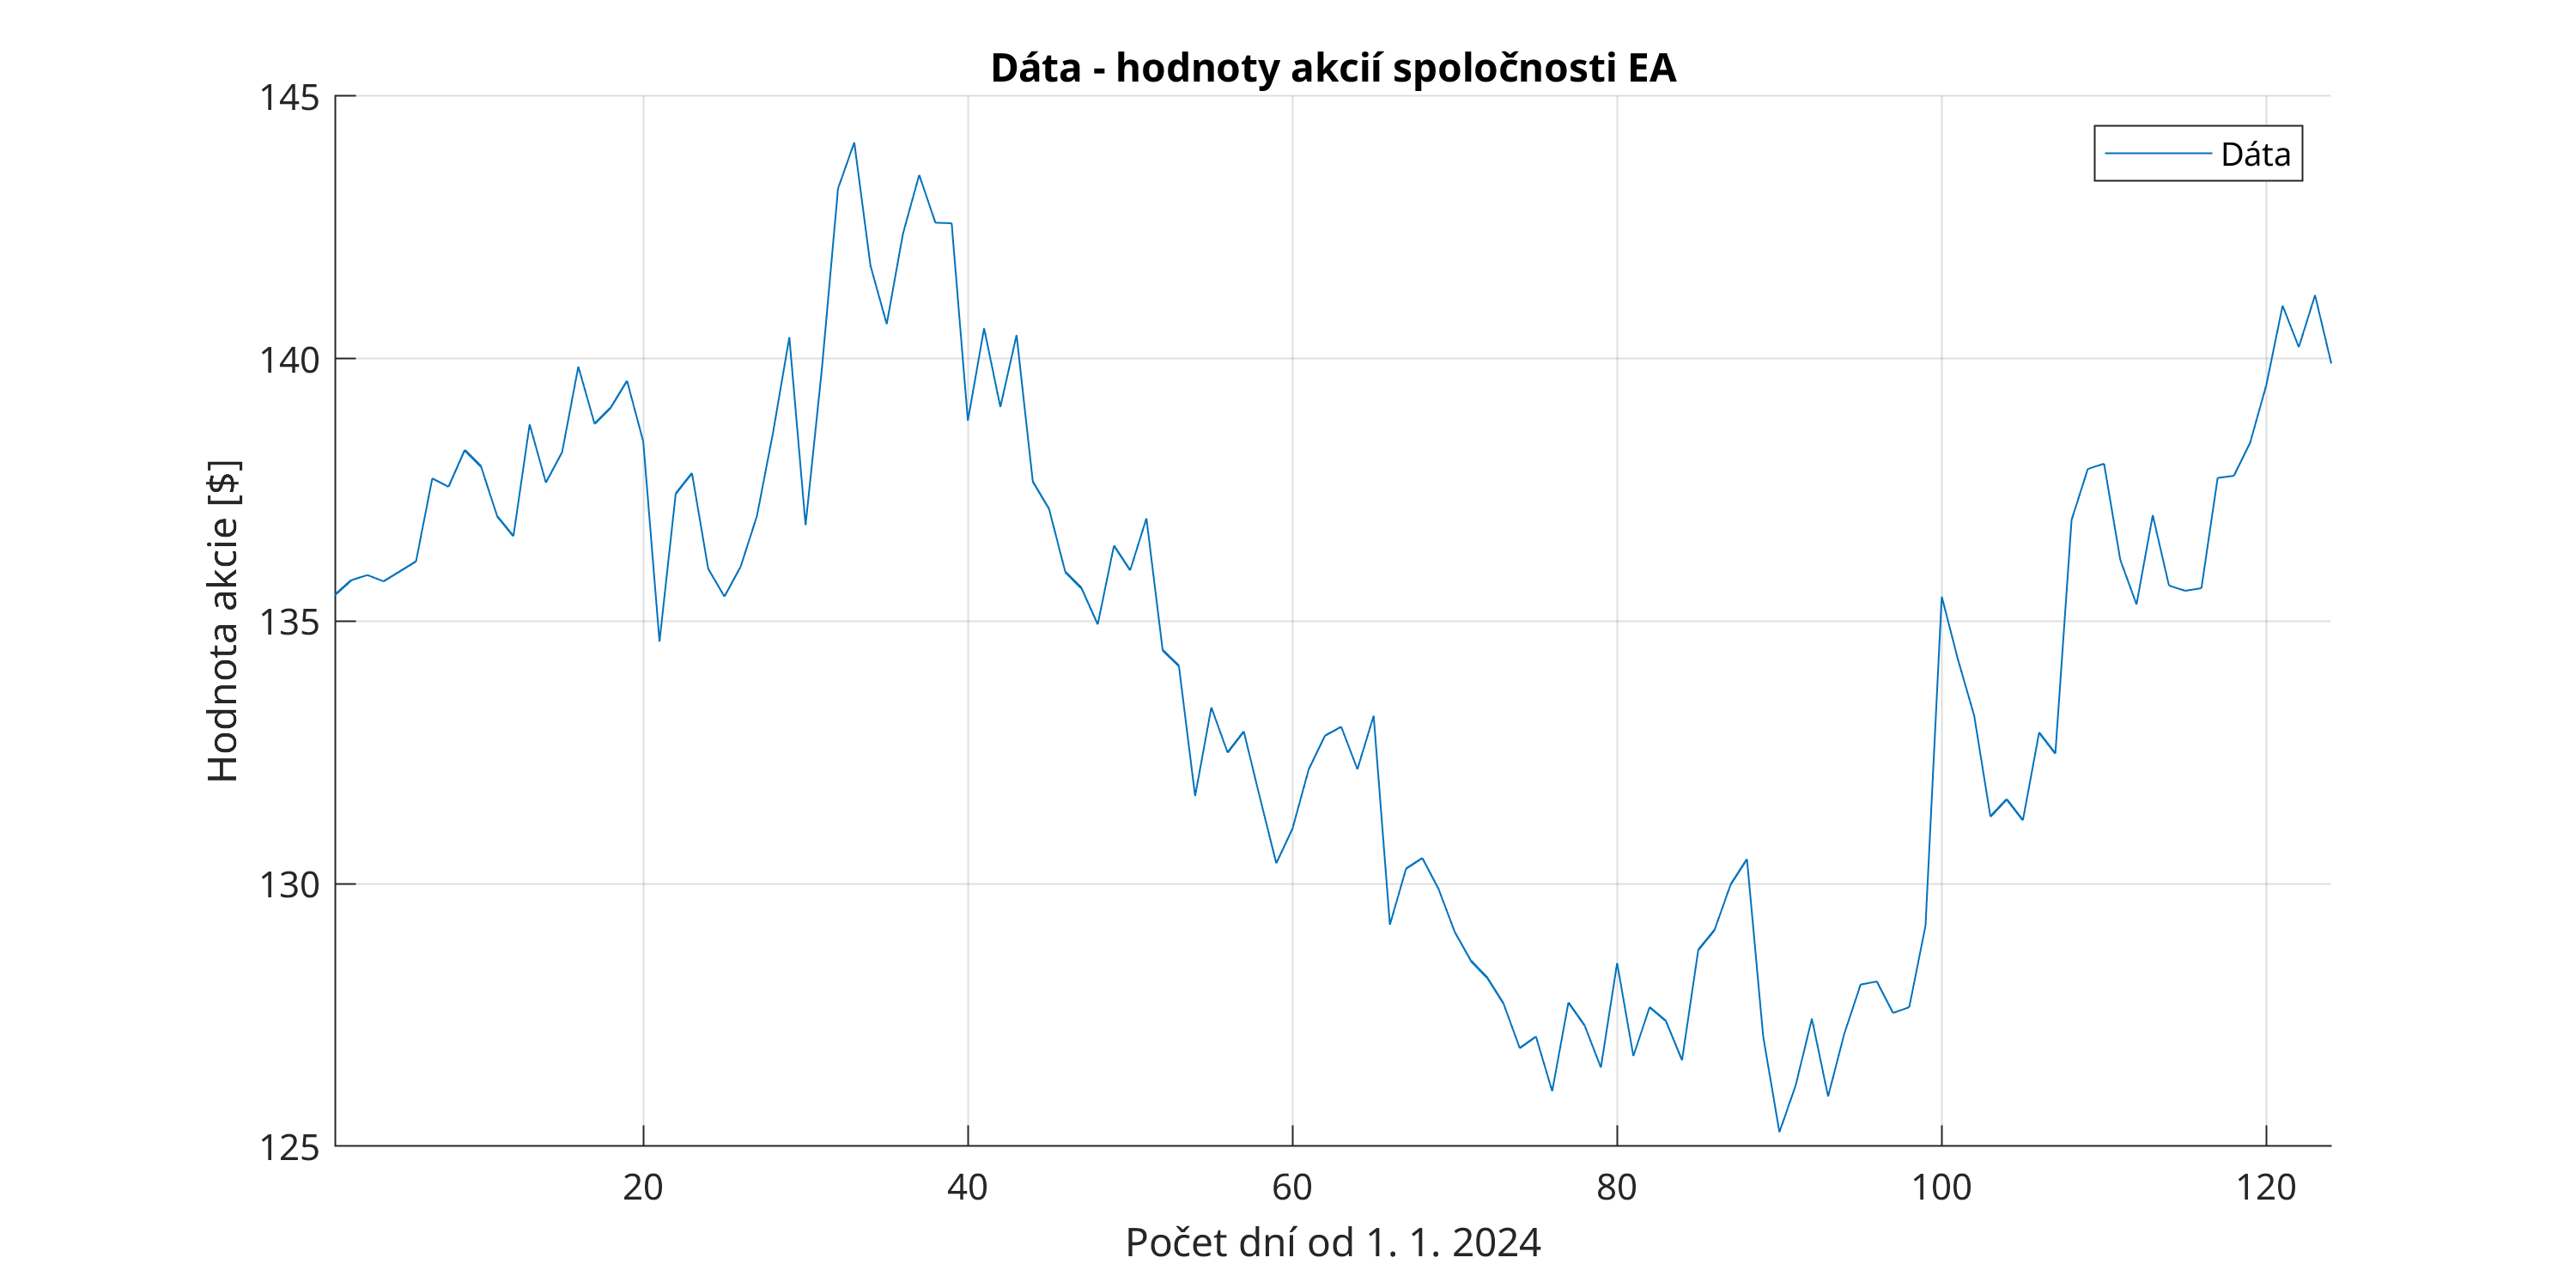 Dáta - hodnoty akcií spoločnosti EA
145
Dáta
140
135
130
125
Hodnota akcie [$]
20 40 60 80 100 120
Počet dní od 1. 1. 2024